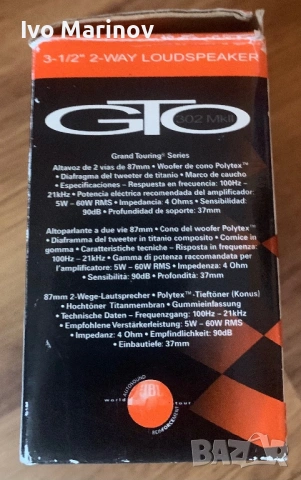 Ivo Marinov
3-1/2" 2-WAY LOUDSPEAKER
GTO
302 MkII
Grand Touring® Series
Altavoz de 2 vías de 87mm • Woofer de cono Polytex™
• Diafragma del tweeter de titanio • Marco de caucho
• Especificaciones – Respuesta en frecuencia: 100Hz –
21kHz • Potencia eléctrica recomendada del amplificador:
5W – 60W RMS • Impedancia: 4 Ohms • Sensibilidad:
90dB • Profundidad de soporte: 37mm
Altoparlante a due vie 87mm • Cono del woofer Polytex™
• Diaframma del tweeter in titanio composito • Cornice in
gomma • Caratteristiche tecniche – Risposta in frequenza:
100Hz – 21kHz • Gamma di potenza raccomandata per
l'amplificatore: 5W – 60W RMS • Impedenza: 4 Ohm
• Sensibilità: 90dB • Profondità: 37mm
87mm 2-Wege-Lautsprecher • Polytex™-Tieftöner (Konus)
• Hochtöner Titanmembran • Gummieinfassung
• Technische Daten – Frequenzgang: 100Hz – 21kHz
• Empfohlene Verstärkerleistung: 5W – 60W RMS
• Impedanz: 4 Ohm • Empfindlichkeit: 90dB
• Einbautiefe: 37mm
AUTOSOUND
world JBL tour
REINFORCEMENT
BAZAR